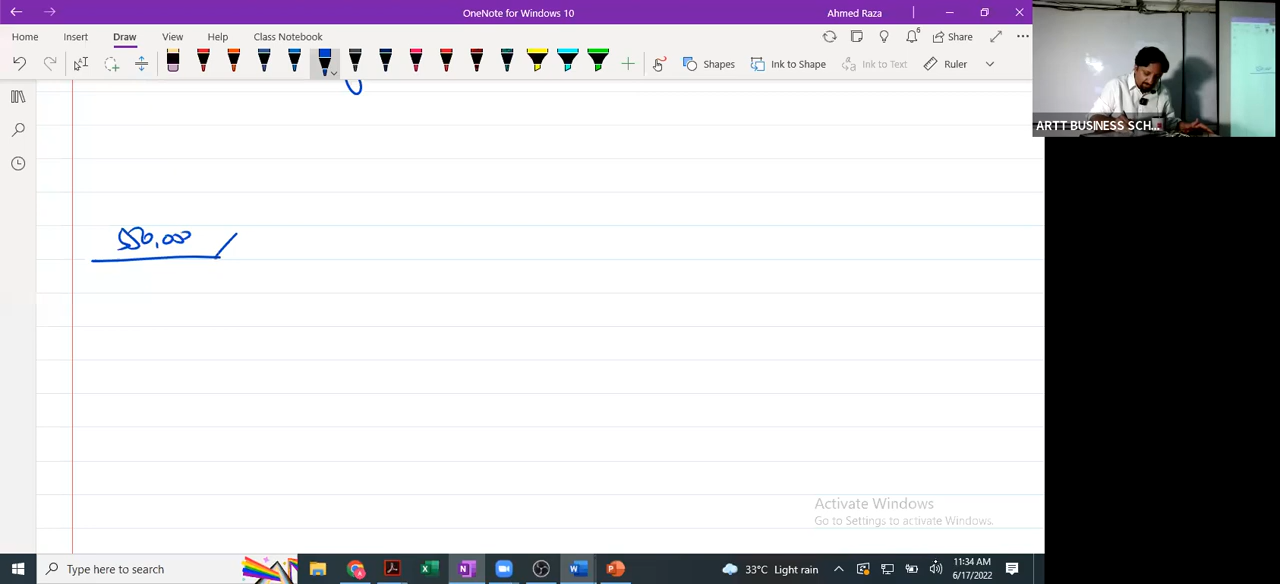 OneNote for Windows 10
Ahmed Raza
Home Insert Draw View Help Class Notebook
6
Share
Shapes Ink to Shape Ink to Text Ruler
ARTT BUSINESS SCH...
550,000
Activate Windows
Go to Settings to activate Windows.
Type here to search
33°C Light rain
11:34 AM
6/17/2022